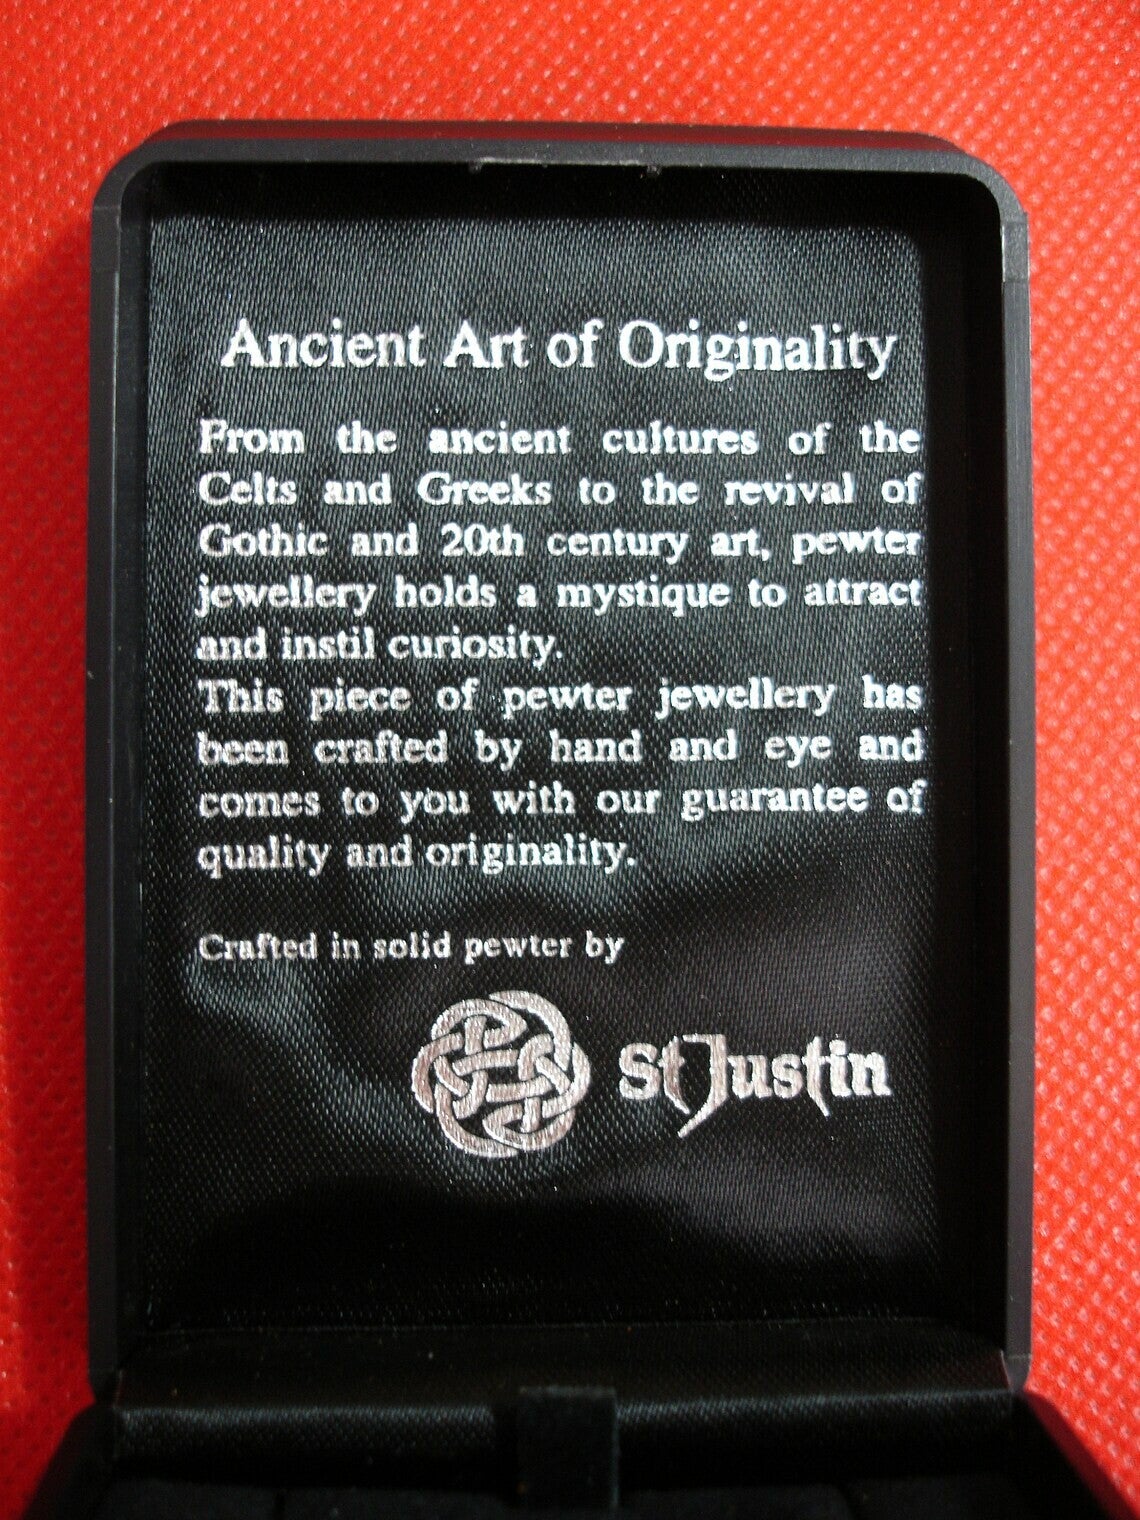 Ancient Art of Originality
From the ancient cultures of the
Celts and Greeks to the revival of
Gothic and 20th century art, pewter
jewellery holds a mystique to attract
and instil curiosity.
This piece of pewter jewellery has
been crafted by hand and eye and
comes to you with our guarantee of
quality and originality.
Crafted in solid pewter by
St Justin